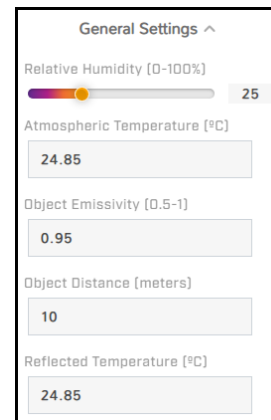 General Settings
Relative Humidity (0-100%)
25
Atmospheric Temperature (ºC)
24.85
Object Emissivity (0.5-1)
0.95
Object Distance (meters)
10
Reflected Temperature (ºC)
24.85